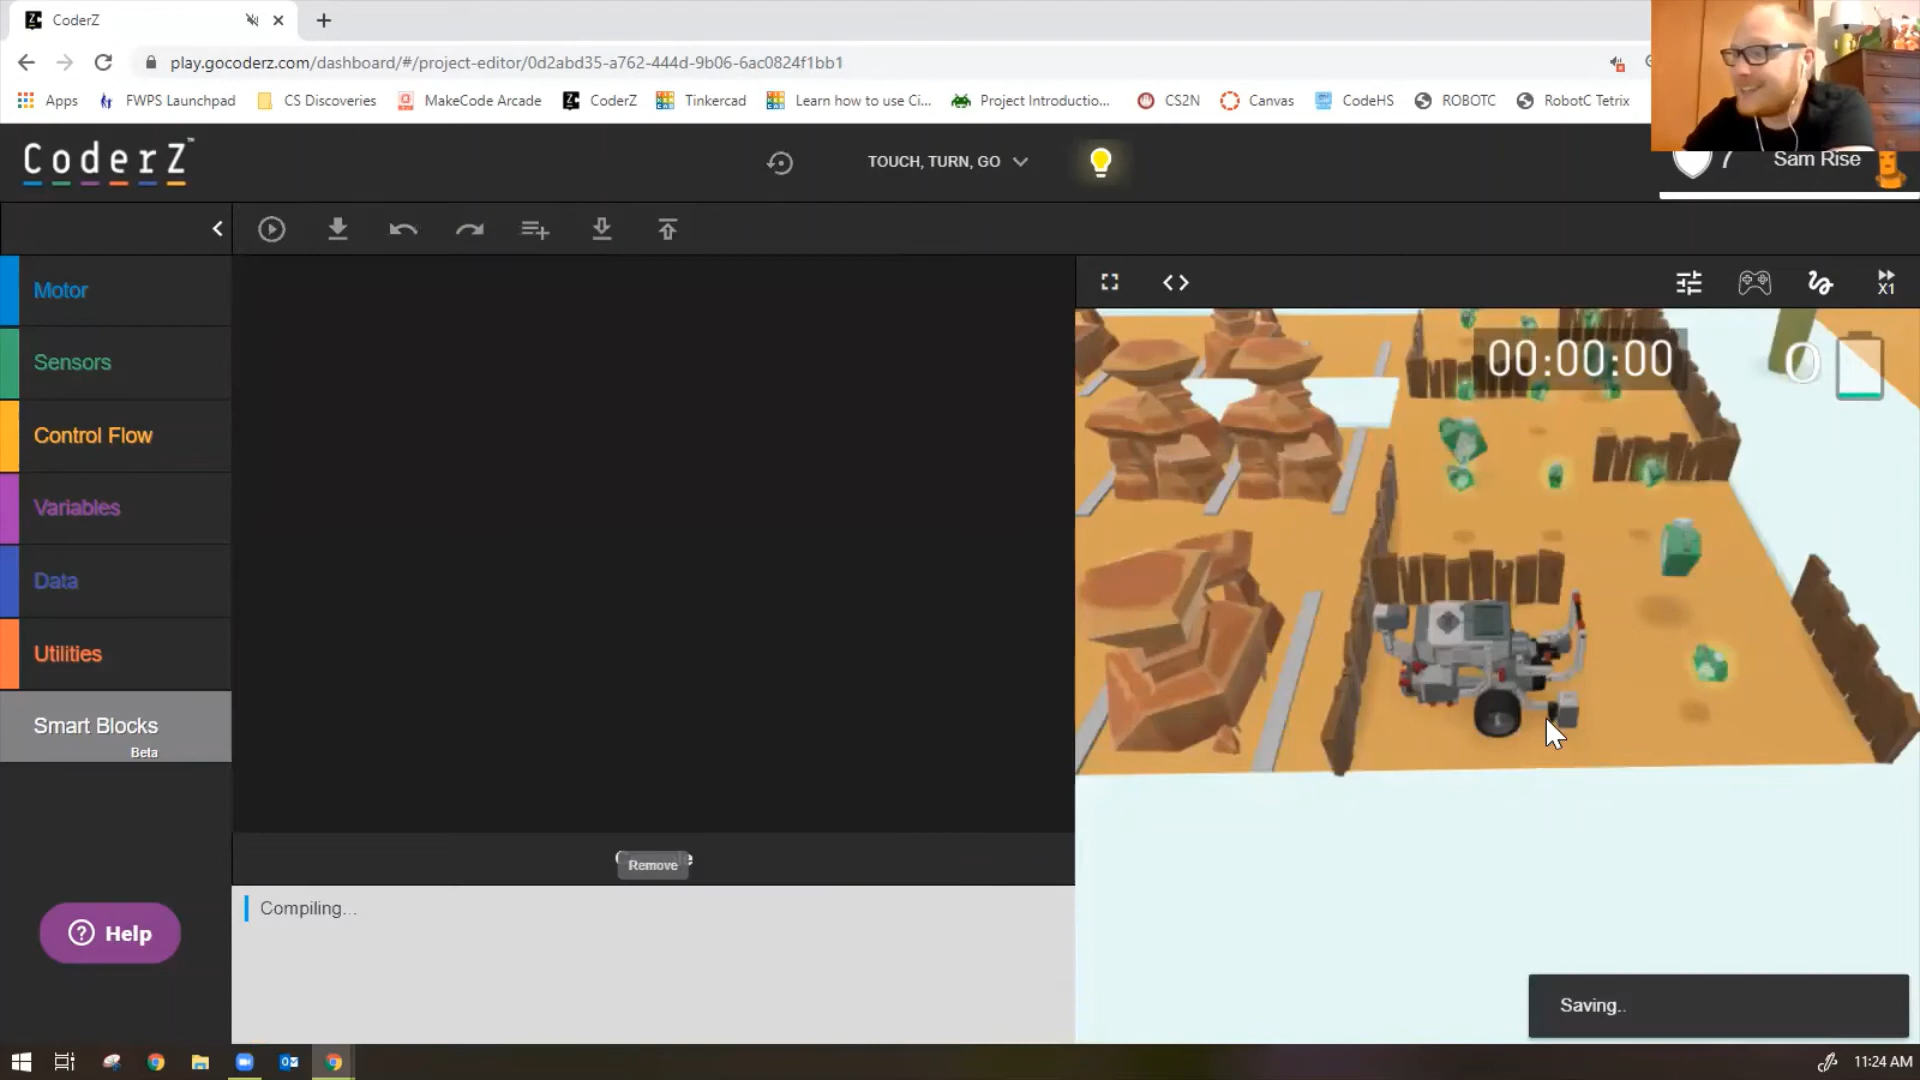 CoderZ
play.gocoderz.com/dashboard/#/project-editor/0d2abd35-a762-444d-9b06-6ac0824f1bb1
Apps FWPS Launchpad CS Discoveries MakeCode Arcade CoderZ Tinkercad Learn how to use Ci... Project Introductio... CS2N Canvas CodeHS ROBOTC RobotC Tetrix
CoderZ™
TOUCH, TURN, GO
7 Sam Rise
X1
Motor
Sensors
Control Flow
Variables
Data
Utilities
Smart Blocks
Beta
00:00:00 0
Remove
Compiling...
Help
Saving..
11:24 AM